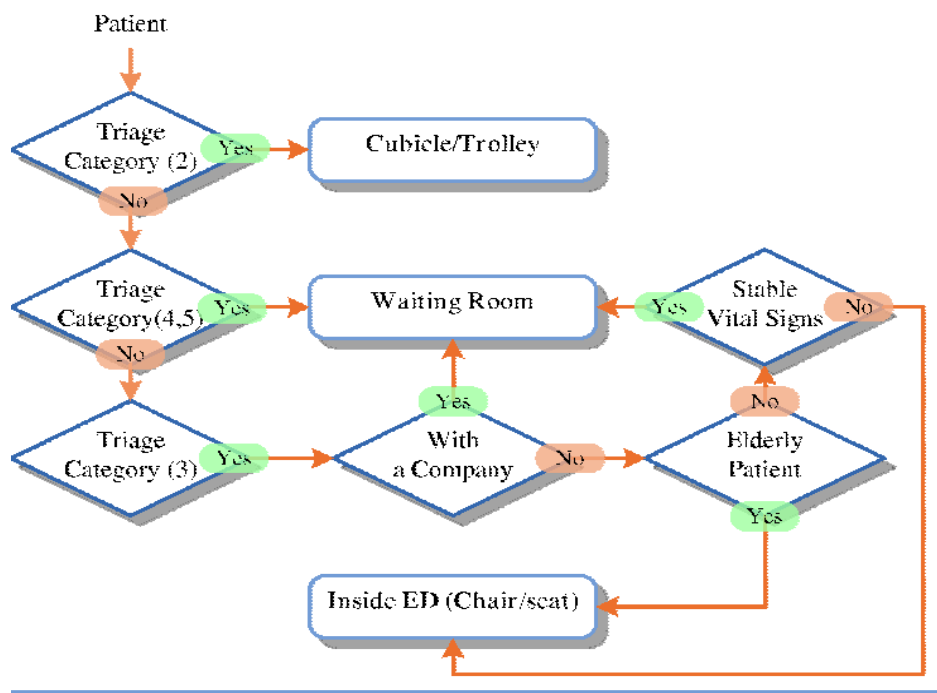 Patient
Triage
Category (2)
Yes
Cubicle/Trolley
No
Triage
Category(4,5)
Yes
Waiting Room
Yes
Stable
Vital Signs
No
No
Yes
No
Triage
Category (3)
Yes
With
a Company
No
Elderly
Patient
Yes
Inside ED (Chair/seat)